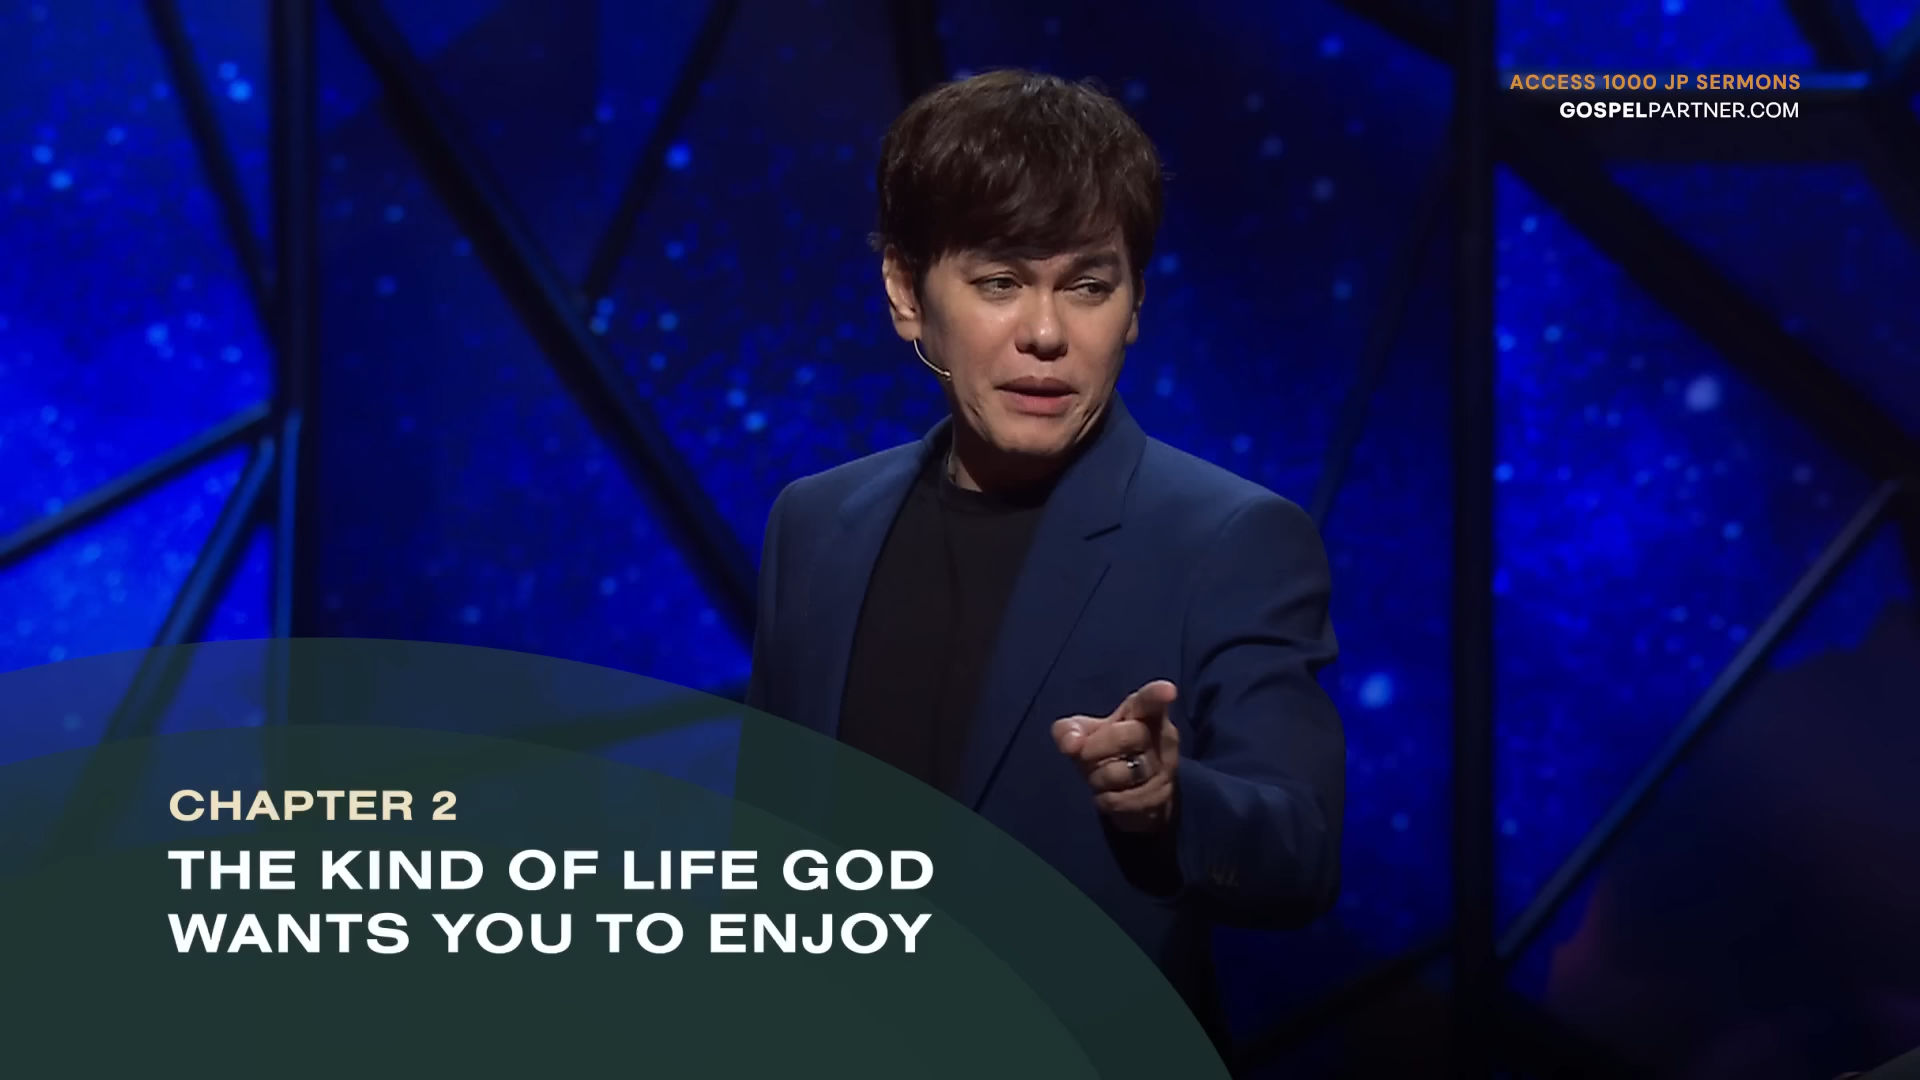 ACCESS 1000 JP SERMONS
GOSPELPARTNER.COM
CHAPTER 2
THE KIND OF LIFE GOD
WANTS YOU TO ENJOY